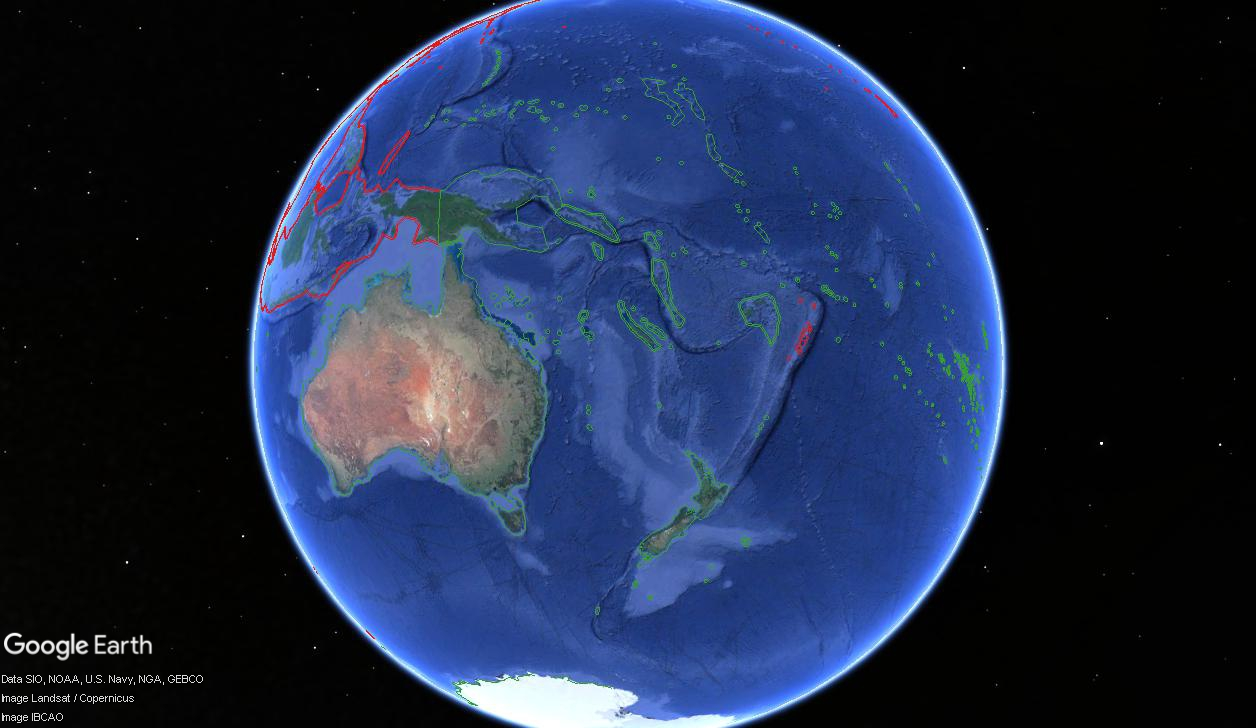 Google Earth
Data SIO, NOAA, U.S. Navy, NGA, GEBCO
Image Landsat / Copernicus
Image IBCAO